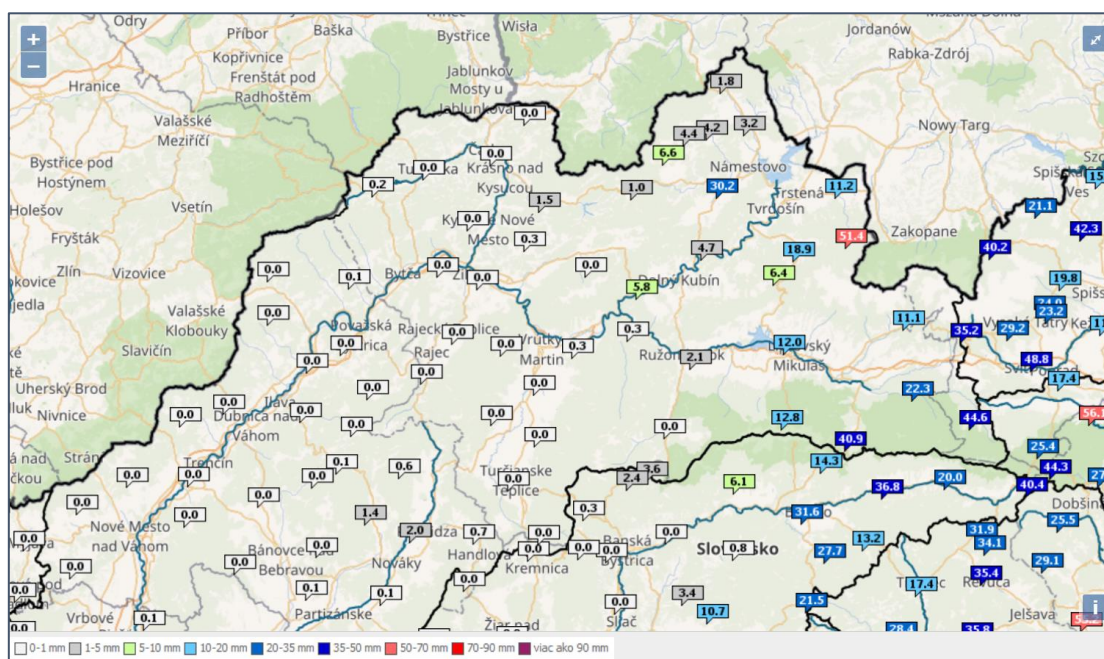 Odry
Příbor
Baška
Bystřice
Wisła
Jordanów
Rabka-Zdrój
Kopřivnice
Frenštát pod
Radhoštěm
Hranice
Jablunkov
Mosty u
Jablunkova
1.8
0.0
Valašské
Meziříčí
4.4
4.2
3.2
Nowy Targ
Bystřice pod
Hostýnem
0.0
0.0
Krásno nad
Kysucou
6.6
Námestovo
0.2
1.5
1.0
30.2
Trstená
11.2
Tvrdošín
Spišská
Ves
Holešov
Vsetín
0.0
Nové
Mesto
0.3
4.7
51.4
21.1
Fryšták
18.9
Zakopane
40.2
42.3
Zlín
Vizovice
0.0
0.1
Bytča
0.0
0.0
0.0
5.8
Kubín
6.4
19.8
Valašské
Klobouky
0.0
11.1
23.2
Slavičín
0.0
Rajec
0.0
0.0
0.3
Martin
0.3
2.1
12.0
Mikuláš
35.2
29.2
48.8
0.0
0.0
0.0
0.0
17.4
Uherský Brod
Nivnice
0.0
0.0
0.0
Dubnica nad
Váhom
0.0
0.0
0.0
0.0
12.8
22.3
44.6
56.1
40.9
25.4
Trenčín
0.0
0.0
0.0
0.1
0.6
Turčianske
Teplice
0.0
3.6
2.4
6.1
14.3
36.8
20.0
44.3
40.4
0.0
0.0
0.0
1.4
2.0
0.3
31.6
25.5
Nové Mesto
nad Váhom
0.0
0.0
0.7
0.0
0.0
13.2
31.9
34.1
Handlová
Kremnica
0.0
0.0
0.0
Banská
Bystrica
0.8
27.7
29.1
0.0
0.0
Bánovce nad
Bebravou
Nováky
0.0
35.4
17.4
0.0
0.1
0.1
Partizánske
0.0
Sliač
3.4
10.7
21.5
Jelšava
Vrbové
0.1
0.0
Žiar nad
28.4
35.8
0-1 mm 1-5 mm 5-10 mm 10-20 mm 20-35 mm 35-50 mm 50-70 mm 70-90 mm viac ako 90 mm